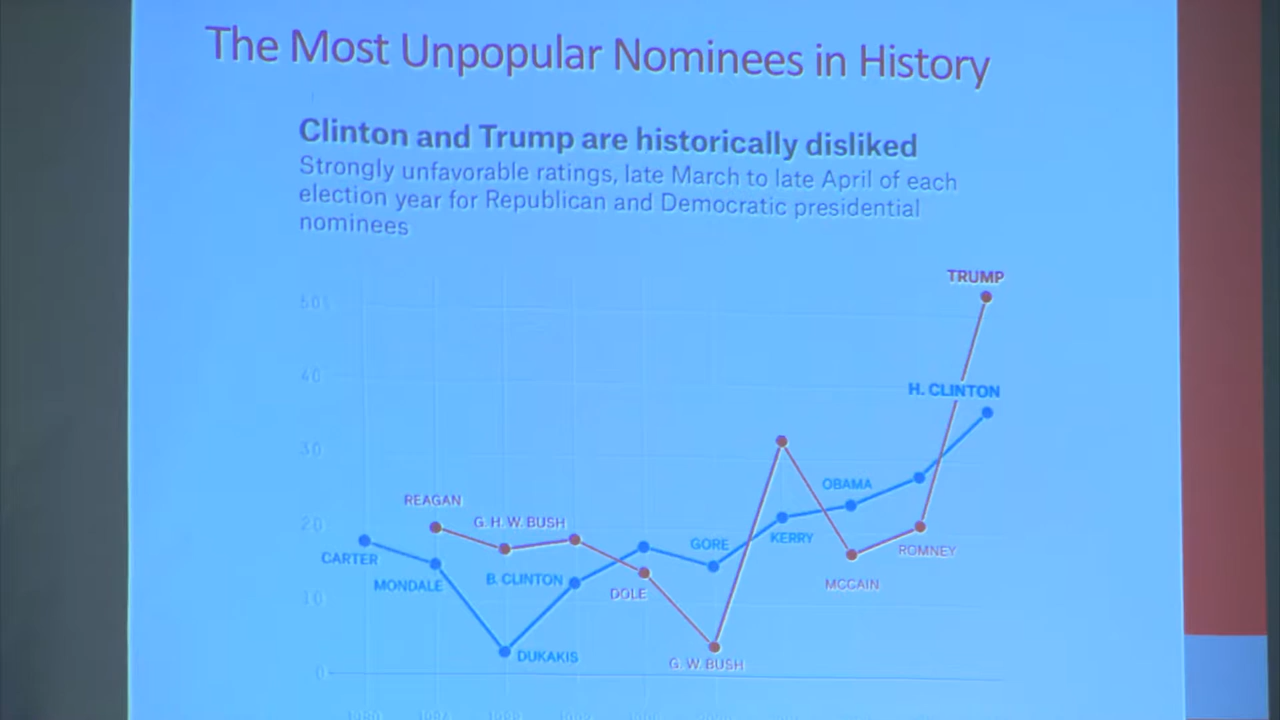 The Most Unpopular Nominees in History
Clinton and Trump are historically disliked
Strongly unfavorable ratings, late March to late April of each
election year for Republican and Democratic presidential
nominees
TRUMP
50%
40
H. CLINTON
30
OBAMA
REAGAN
20
G. H. W. BUSH
GORE
KERRY
ROMNEY
CARTER
MONDALE
B. CLINTON
MCCAIN
10
DOLE
DUKAKIS
G. W. BUSH
0